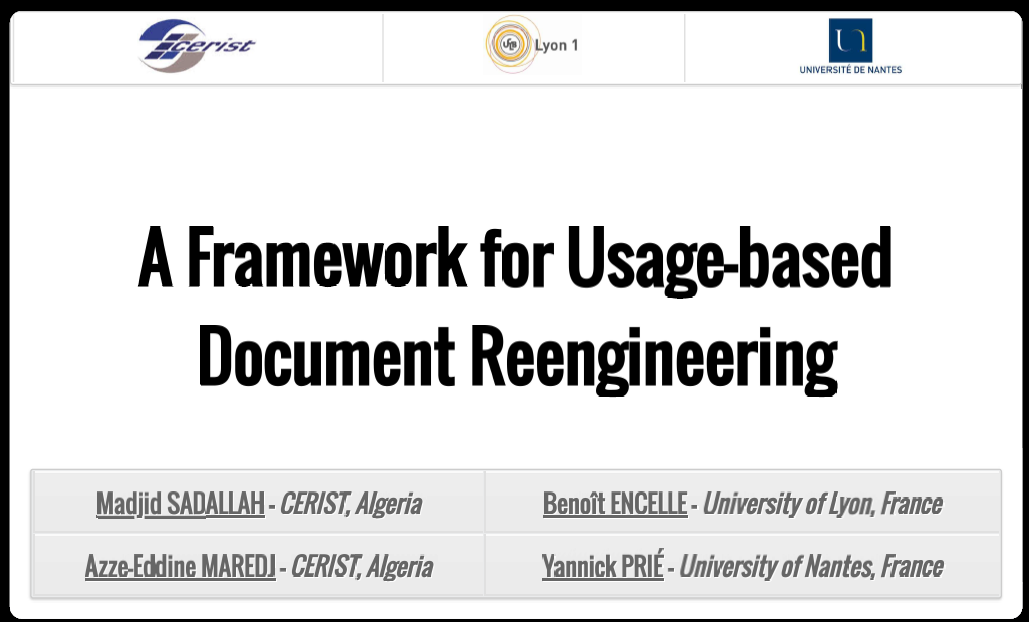 cerist
Lyon 1
UNIVERSITÉ DE NANTES
A Framework for Usage-based
Document Reengineering
Madjid SADALLAH - CERIST, Algeria
Benoît ENCELLE - University of Lyon, France
Azze-Eddine MAREDJ - CERIST, Algeria
Yannick PRIÉ - University of Nantes, France